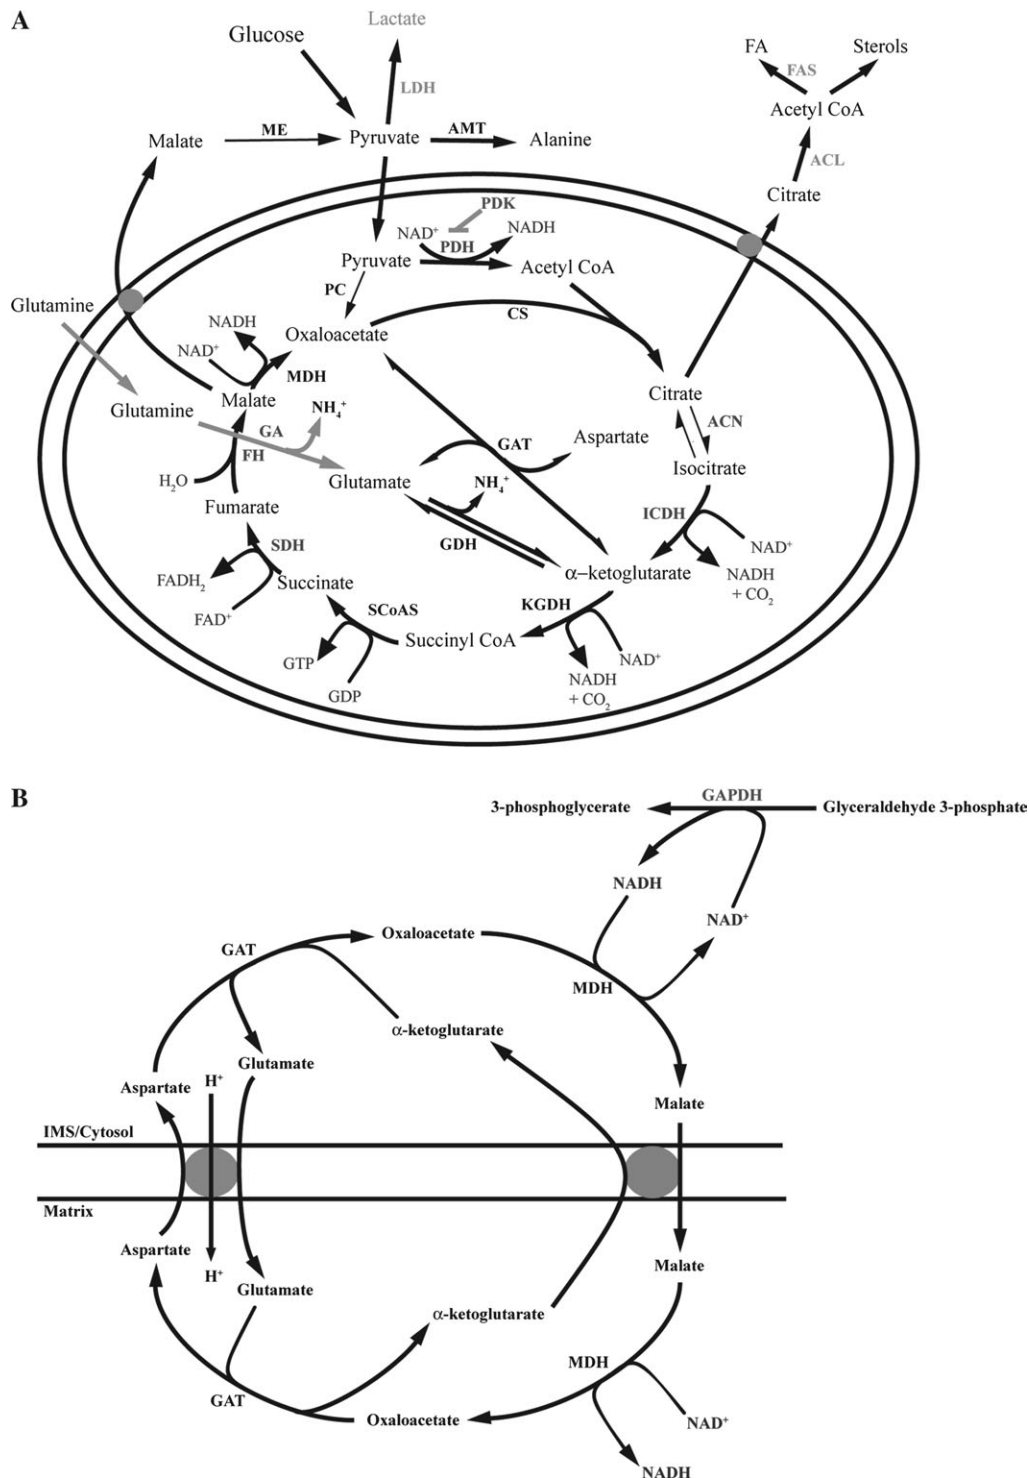 A
Lactate
Glucose
LDH
FA
Sterols
FAS
Acetyl CoA
Malate
ME
Pyruvate
AMT
Alanine
ACL
Citrate
PDK
NAD⁺
NADH
PDH
Pyruvate
Acetyl CoA
PC
Glutamine
NADH
Oxaloacetate
CS
NAD⁺
MDH
Malate
Citrate
Glutamine
NH₄⁺
ACN
GA
Aspartate
GAT
FH
Isocitrate
H₂O
Glutamate
NH₄⁺
Fumarate
ICDH
GDH
SDH
NAD⁺
FADH₂
Succinate
α–ketoglutarate
NADH
+ CO₂
KGDH
SCoAS
FAD⁺
Succinyl CoA
NAD⁺
GTP
NADH
+ CO₂
GDP
B
3-phosphoglycerate
GAPDH
Glyceraldehyde 3-phosphate
NADH
NAD⁺
Oxaloacetate
GAT
MDH
α-ketoglutarate
Glutamate
Aspartate
H⁺
Malate
IMS/Cytosol
Matrix
Aspartate
H⁺
Glutamate
Malate
α-ketoglutarate
MDH
GAT
Oxaloacetate
NAD⁺
NADH